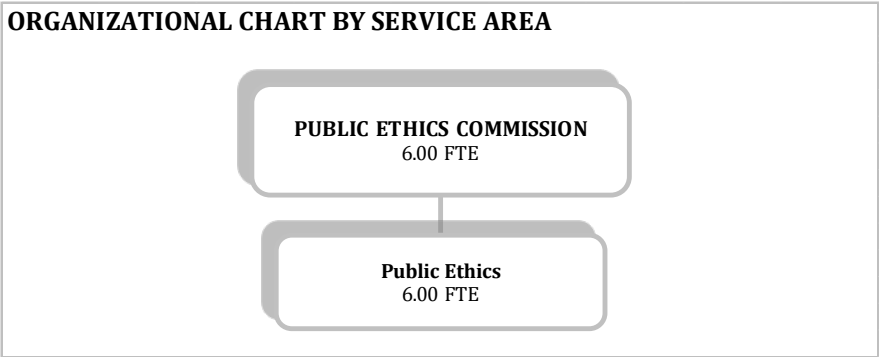 ORGANIZATIONAL CHART BY SERVICE AREA
PUBLIC ETHICS COMMISSION
6.00 FTE
Public Ethics
6.00 FTE